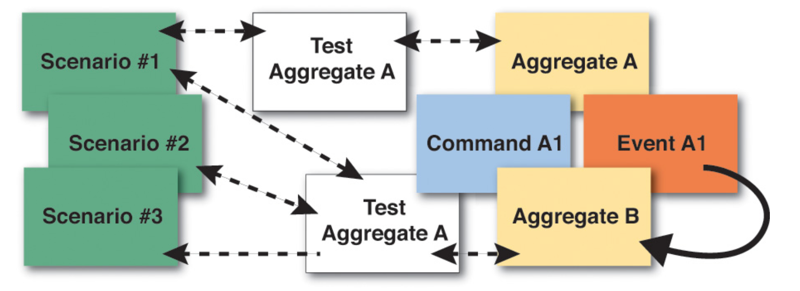 Scenario #1
Test
Aggregate A
Aggregate A
Scenario #2
Command A1
Event A1
Scenario #3
Test
Aggregate A
Aggregate B